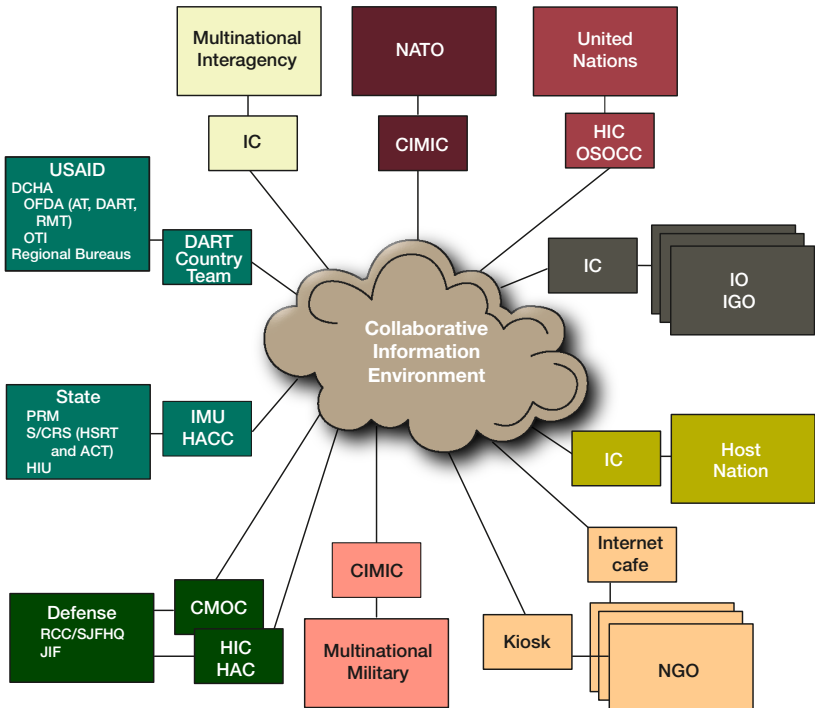 Multinational
Interagency
NATO
United
Nations
IC
CIMIC
HIC
OSOCC
USAID
DCHA
OFDA (AT, DART,
RMT)
OTI
Regional Bureaus
DART
Country
Team
IC
IO
IGO
Collaborative
Information
Environment
State
PRM
S/CRS (HSRT
and ACT)
HIU
IMU
HACC
IC
Host
Nation
Internet
cafe
CIMIC
Defense
RCC/SJFHQ
JIF
CMOC
HIC
HAC
Multinational
Military
Kiosk
NGO